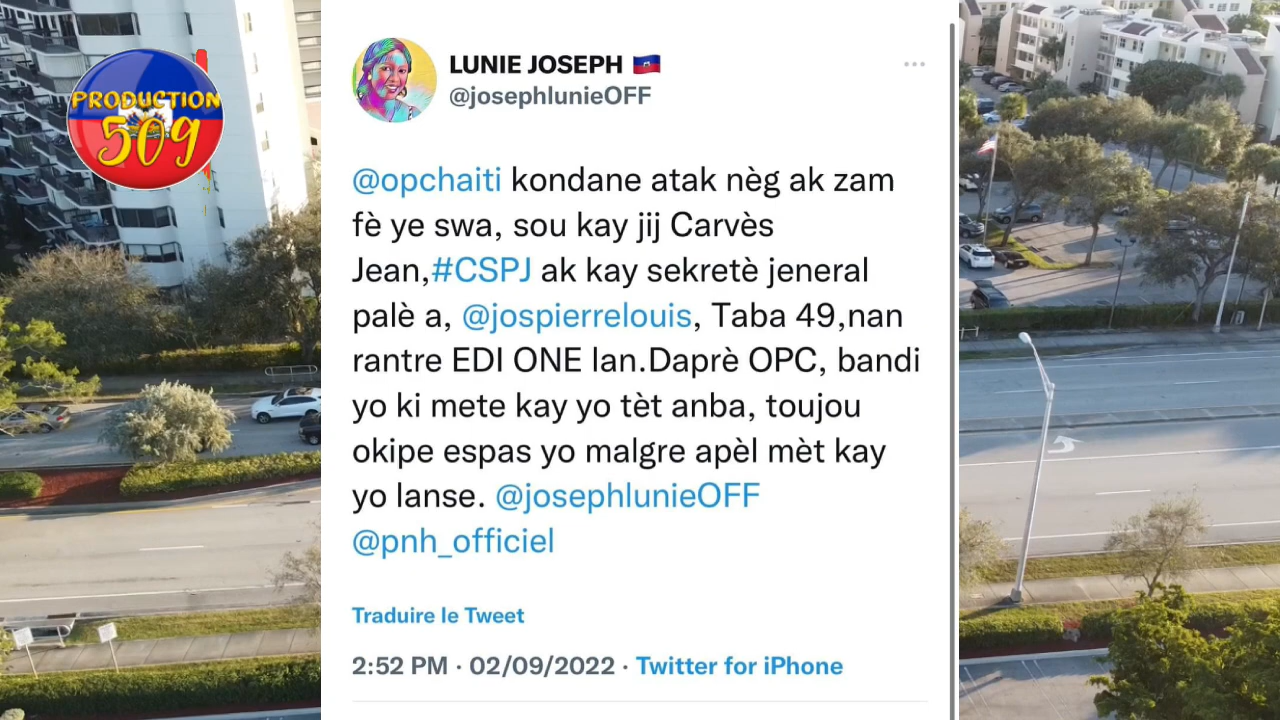 PRODUCTION
509
LUNIE JOSEPH
@josephlunieOFF
@opchaiti kondane atak nèg ak zam
fè ye swa, sou kay jij Carvès
Jean,#CSPJ ak kay sekretè jeneral
palè a, @jospierrelouis, Taba 49,nan
rantre EDI ONE lan.Daprè OPC, bandi
yo ki mete kay yo tèt anba, toujou
okipe espas yo malgre apèl mèt kay
yo lanse. @josephlunieOFF
@pnh_officiel
Traduire le Tweet
2:52 PM · 02/09/2022 · Twitter for iPhone